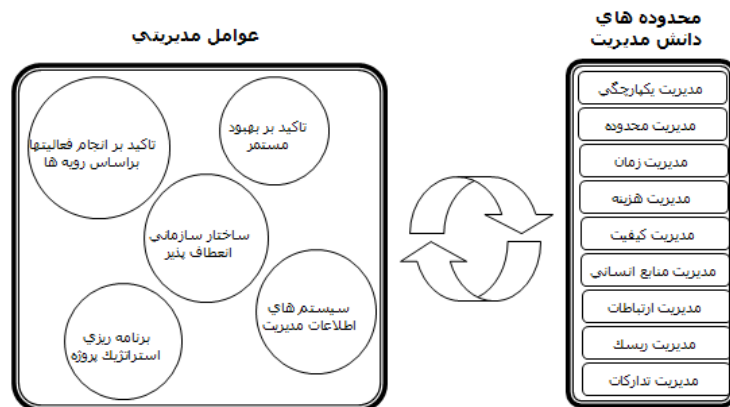 محدوده هاي
دانش مديريت
مديريت يكپارچگي
مديريت محدوده
مديريت زمان
مديريت هزينه
مديريت كيفيت
مديريت منابع انساني
مديريت ارتباطات
مديريت ريسك
مديريت تداركات
عوامل مديريتي
تاكيد بر بهبود
مستمر
تاكيد بر انجام فعاليتها
براساس رويه ها
ساختار سازماني
انعطاف پذير
سيستم هاي
اطلاعات مديريت
برنامه ريزي
استراتژيك پروژه